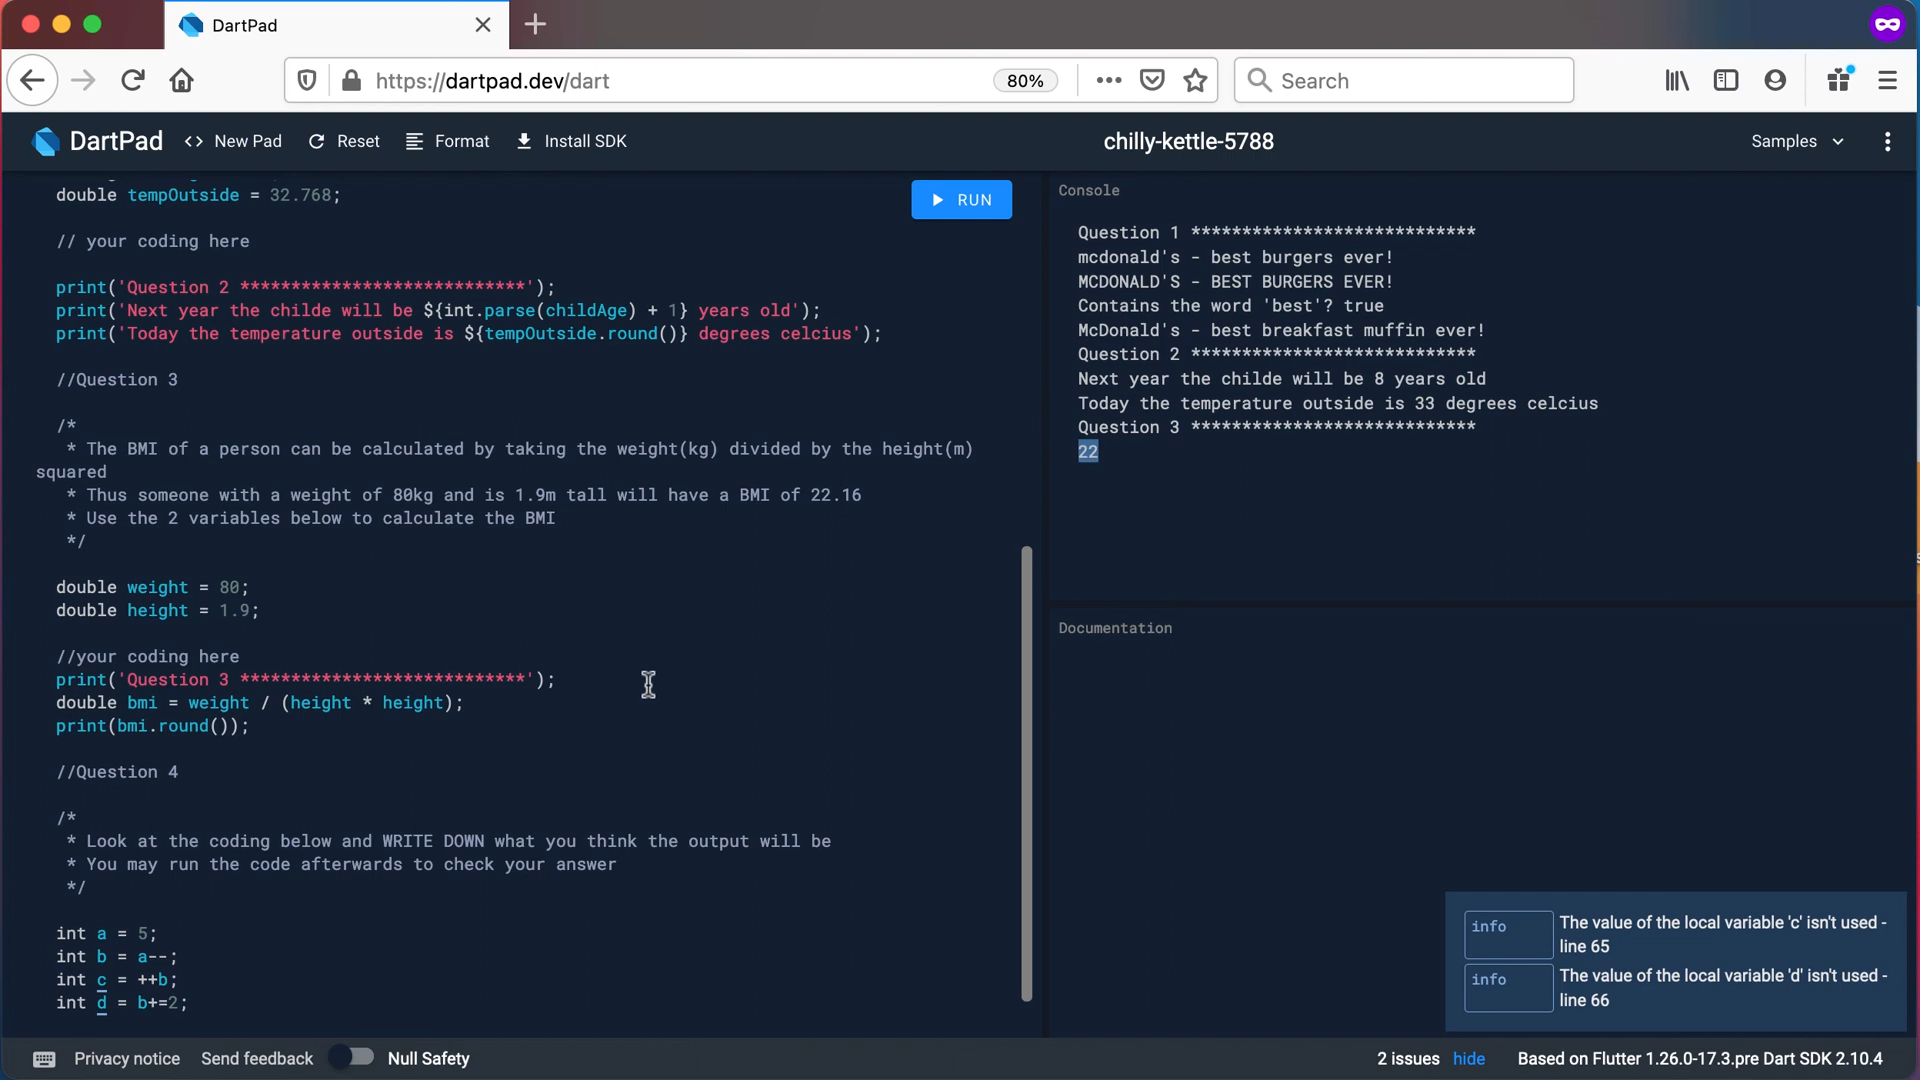 DartPad
https://dartpad.dev/dart
80%
Search
DartPad
New Pad
Reset
Format
Install SDK
chilly-kettle-5788
Samples
double tempOutside = 32.768;
RUN
// your coding here
print('Question 2 ****************************');
print('Next year the childe will be ${int.parse(childAge) + 1} years old');
print('Today the temperature outside is ${tempOutside.round()} degrees celcius');
//Question 3
/*
* The BMI of a person can be calculated by taking the weight(kg) divided by the height(m)
squared
* Thus someone with a weight of 80kg and is 1.9m tall will have a BMI of 22.16
* Use the 2 variables below to calculate the BMI
*/
double weight = 80;
double height = 1.9;
//your coding here
print('Question 3 ****************************');
double bmi = weight / (height * height);
print(bmi.round());
//Question 4
/*
* Look at the coding below and WRITE DOWN what you think the output will be
* You may run the code afterwards to check your answer
*/
int a = 5;
int b = a--;
int c = ++b;
int d = b+=2;
Console
Question 1 ****************************
mcdonald's - best burgers ever!
MCDONALD'S - BEST BURGERS EVER!
Contains the word 'best'? true
McDonald's - best breakfast muffin ever!
Question 2 ****************************
Next year the childe will be 8 years old
Today the temperature outside is 33 degrees celcius
Question 3 ****************************
22
Documentation
info
The value of the local variable 'c' isn't used -
line 65
info
The value of the local variable 'd' isn't used -
line 66
Privacy notice
Send feedback
Null Safety
2 issues
hide
Based on Flutter 1.26.0-17.3.pre Dart SDK 2.10.4